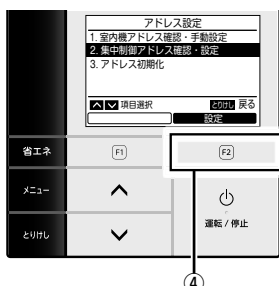 アドレス設定
1. 室内機アドレス確認・手動設定
2. 集中制御アドレス確認・設定
3. アドレス初期化
項目選択 とりけし 戻る
設定
省エネ F1 F2
メニュー
運転/停止
とりけし
④